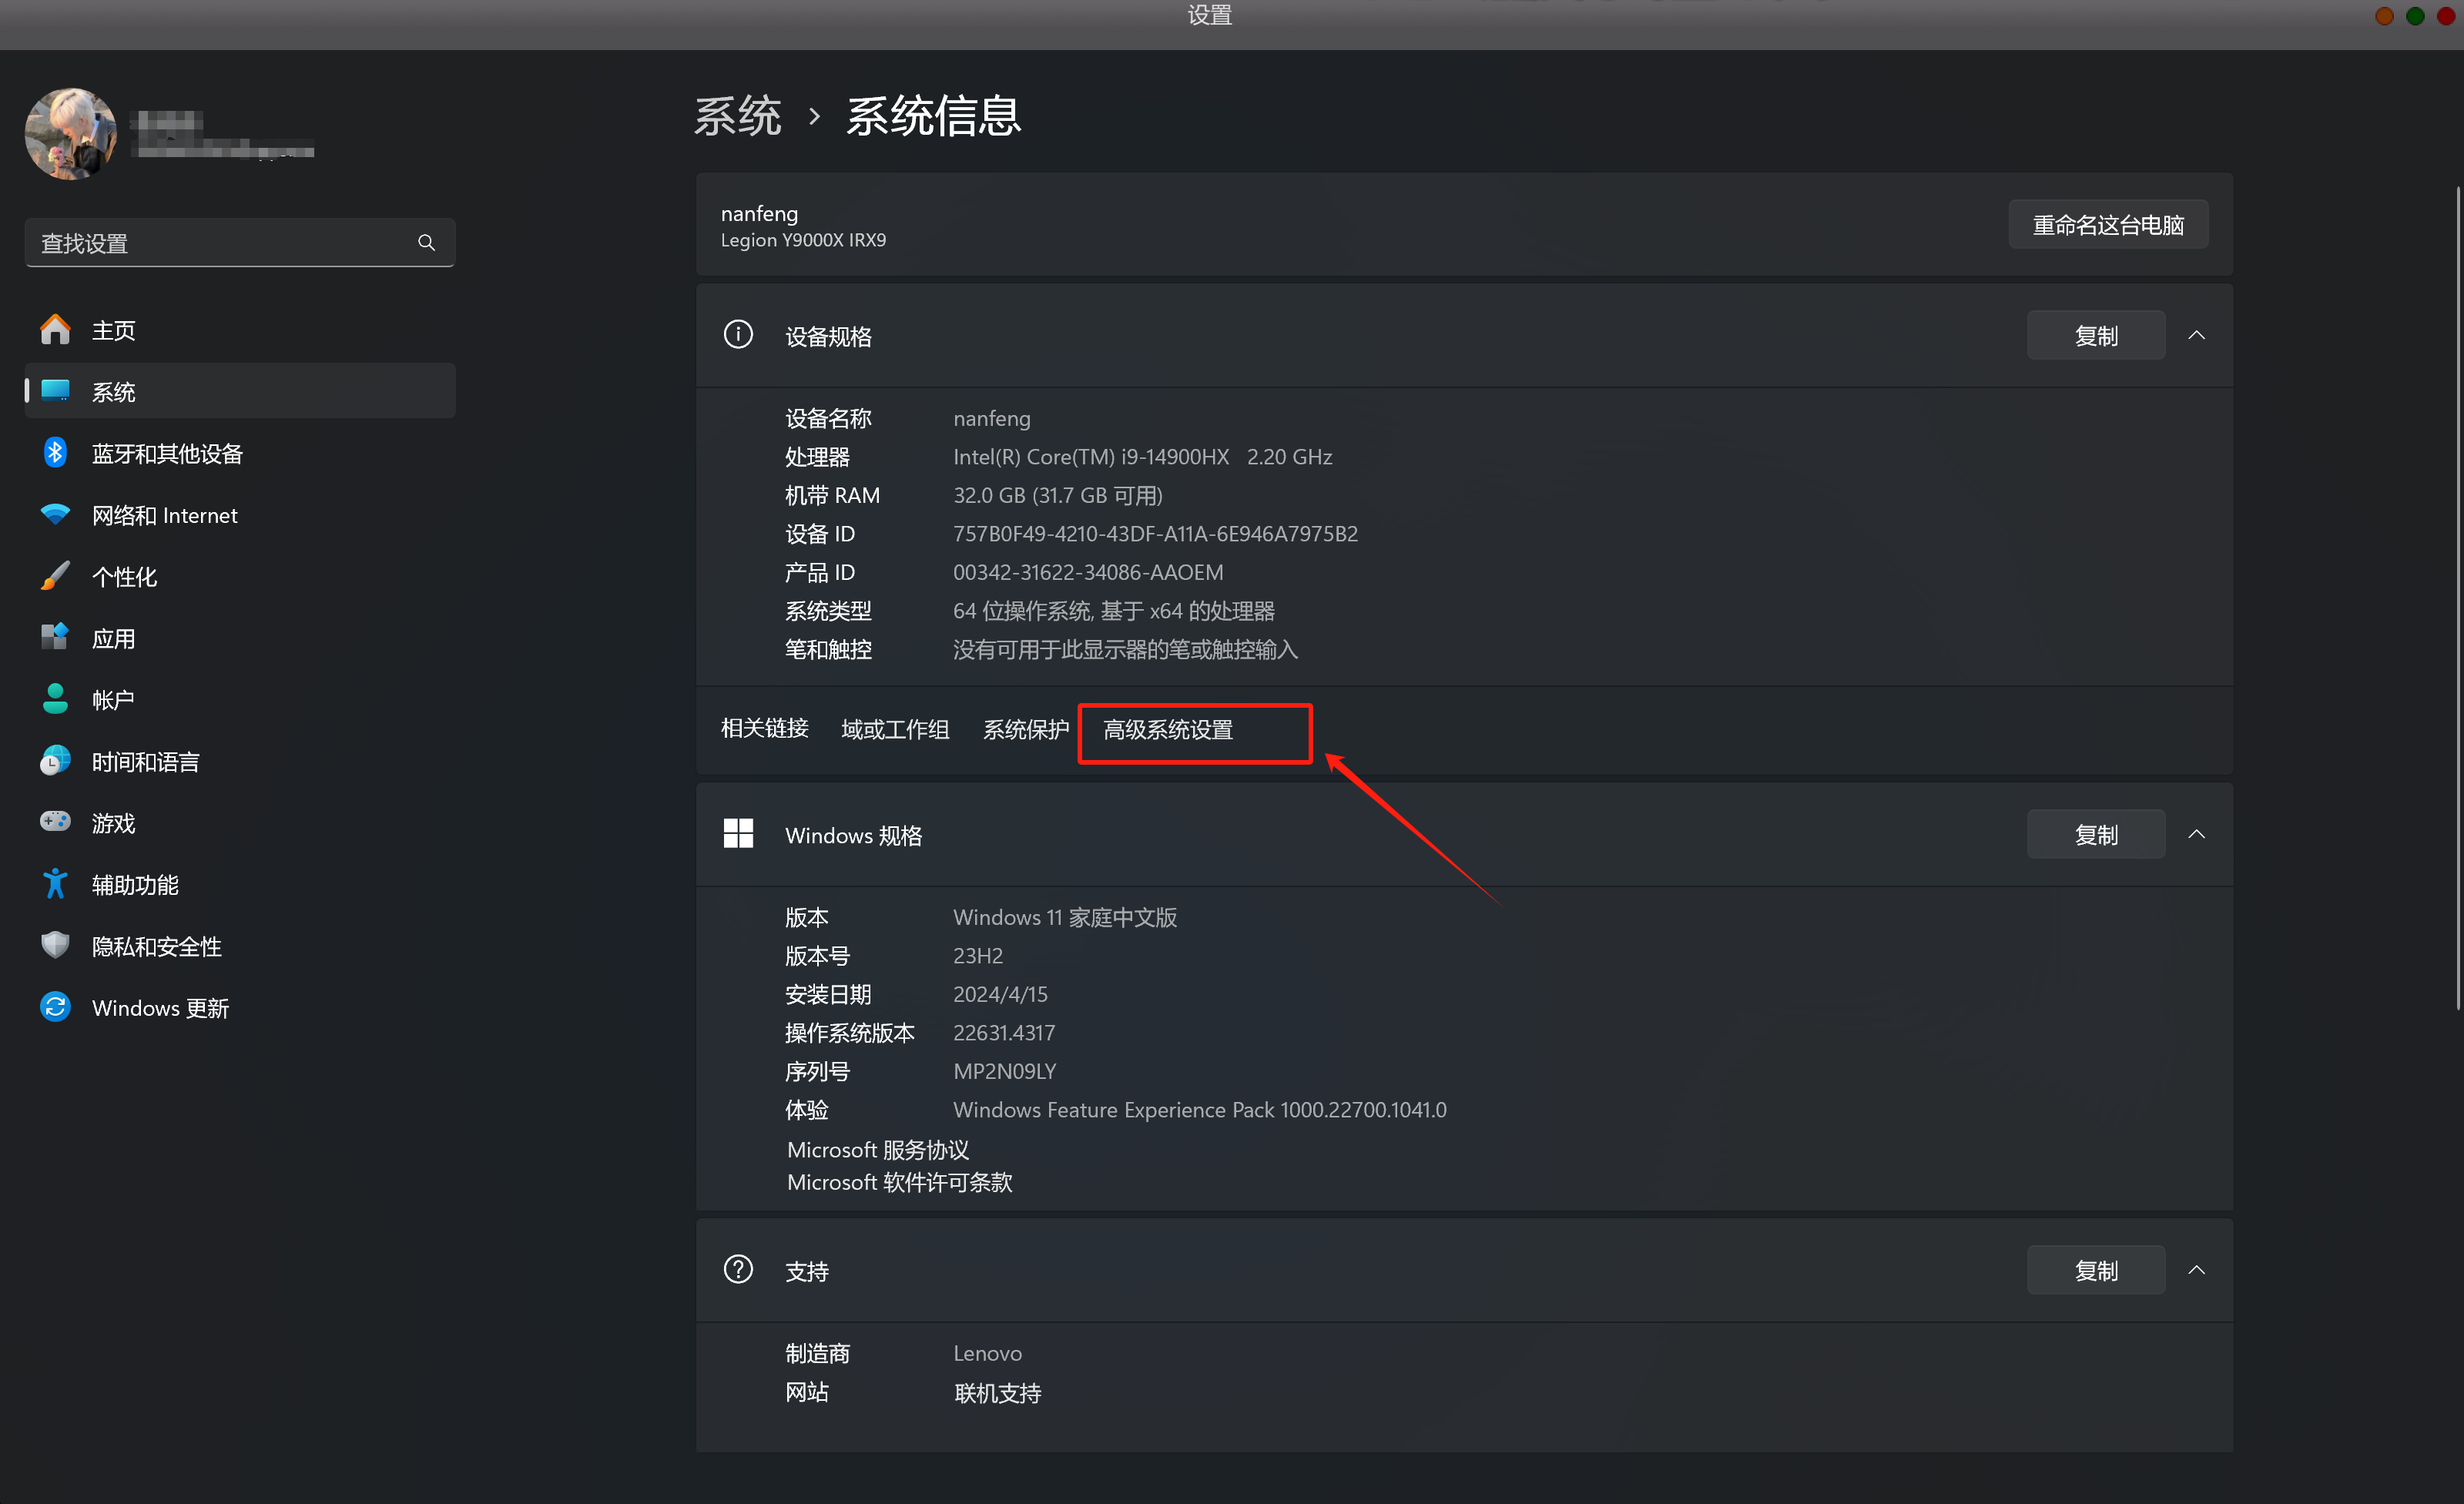 设置
系统 › 系统信息
nanfeng
Legion Y9000X IRX9
重命名这台电脑
查找设置
主页
系统
蓝牙和其他设备
网络和 Internet
个性化
应用
帐户
时间和语言
游戏
辅助功能
隐私和安全性
Windows 更新
设备规格
复制
设备名称 nanfeng
处理器 Intel(R) Core(TM) i9-14900HX 2.20 GHz
机带 RAM 32.0 GB (31.7 GB 可用)
设备 ID 757B0F49-4210-43DF-A11A-6E946A7975B2
产品 ID 00342-31622-34086-AAOEM
系统类型 64 位操作系统, 基于 x64 的处理器
笔和触控 没有可用于此显示器的笔或触控输入
相关链接 域或工作组 系统保护 高级系统设置
Windows 规格
复制
版本 Windows 11 家庭中文版
版本号 23H2
安装日期 2024/4/15
操作系统版本 22631.4317
序列号 MP2N09LY
体验 Windows Feature Experience Pack 1000.22700.1041.0
Microsoft 服务协议
Microsoft 软件许可条款
支持
复制
制造商 Lenovo
网站 联机支持